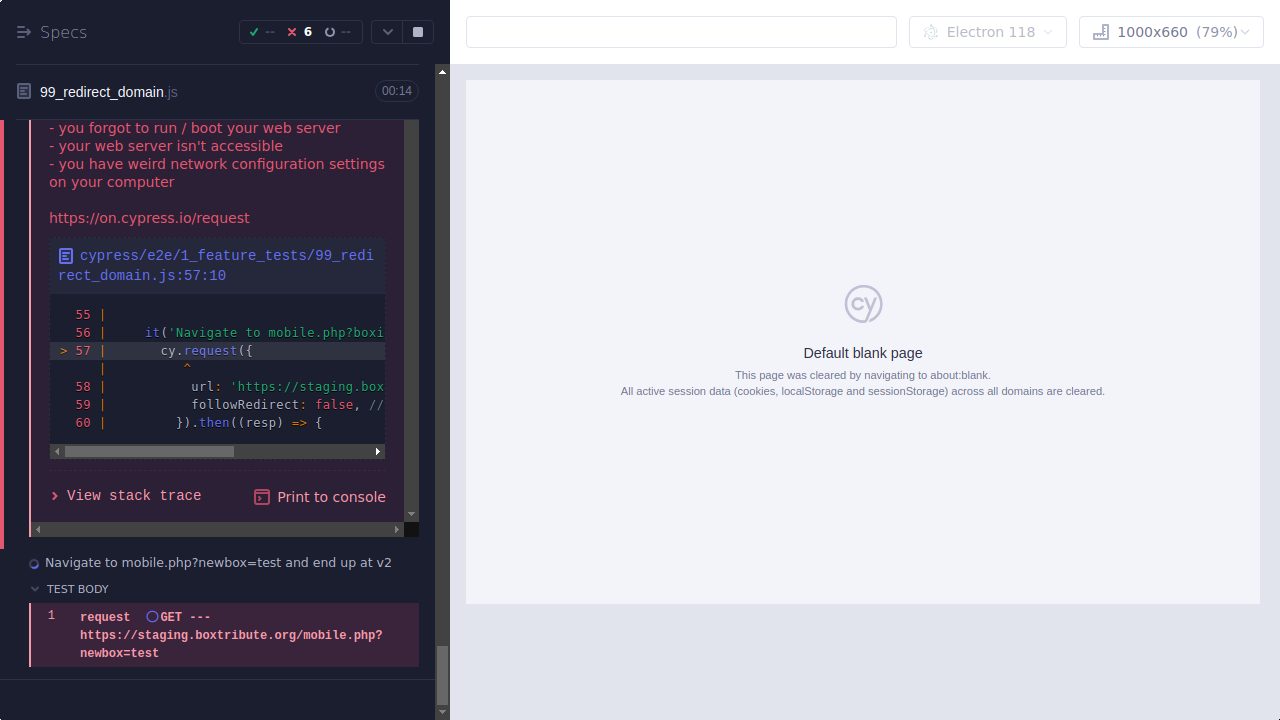 Specs
--
6
--
Electron 118
1000x660 (79%)
99_redirect_domain.js
00:14
- you forgot to run / boot your web server
- your web server isn't accessible
- you have weird network configuration settings
on your computer
https://on.cypress.io/request
cypress/e2e/1_feature_tests/99_redi
rect_domain.js:57:10
55 |
56 | it('Navigate to mobile.php?boxi
> 57 | cy.request({
| ^
58 | url: 'https://staging.box
59 | followRedirect: false, //
60 | }).then((resp) => {
View stack trace
Print to console
Navigate to mobile.php?newbox=test and end up at v2
TEST BODY
1 request GET ---
https://staging.boxtribute.org/mobile.php?
newbox=test
cy
Default blank page
This page was cleared by navigating to about:blank.
All active session data (cookies, localStorage and sessionStorage) across all domains are cleared.